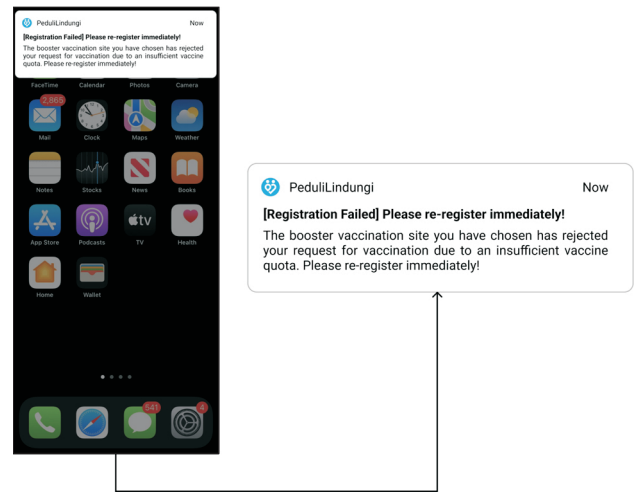 PeduliLindungi Now
[Registration Failed] Please re-register immediately!
The booster vaccination site you have chosen has rejected
your request for vaccination due to an insufficient vaccine
quota. Please re-register immediately!
FaceTime Calendar Photos Camera
2,866
Mail Clock Maps Weather
Notes Stocks News Books
App Store Podcasts TV Health
tv
Home Wallet
541 4
PeduliLindungi Now
[Registration Failed] Please re-register immediately!
The booster vaccination site you have chosen has rejected
your request for vaccination due to an insufficient vaccine
quota. Please re-register immediately!